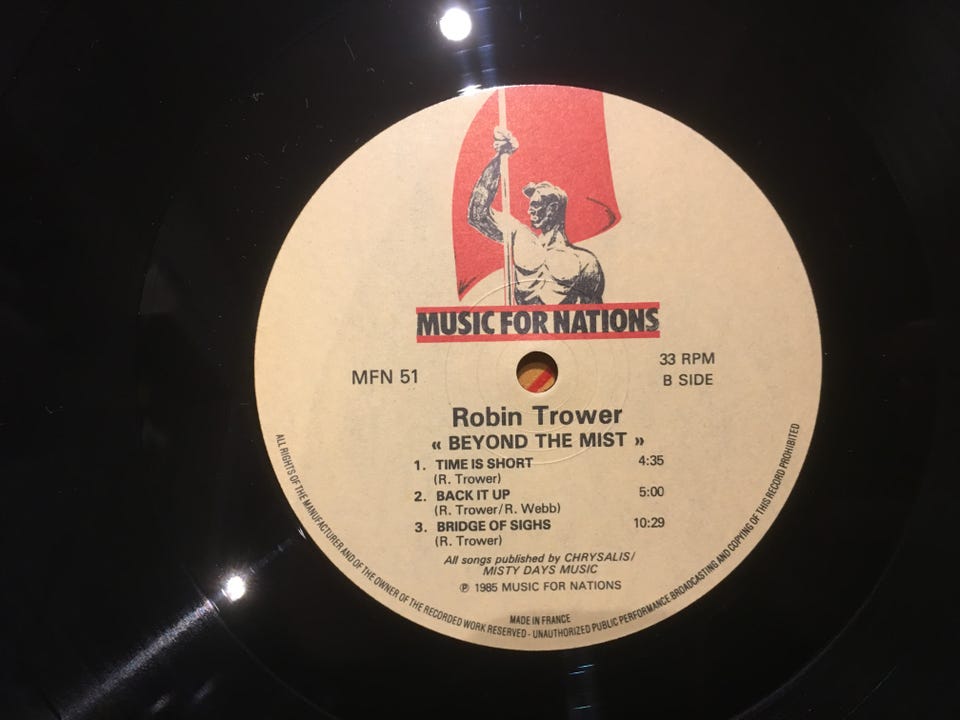 MUSIC FOR NATIONS
MFN 51
33 RPM
B SIDE
Robin Trower
« BEYOND THE MIST »
1. TIME IS SHORT 4:35
(R. Trower)
2. BACK IT UP 5:00
(R. Trower/R. Webb)
3. BRIDGE OF SIGHS 10:29
(R. Trower)
All songs published by CHRYSALIS/
MISTY DAYS MUSIC
℗ 1985 MUSIC FOR NATIONS
MADE IN FRANCE
ALL RIGHTS OF THE MANUFACTURER AND OF THE OWNER OF THE RECORDED WORK RESERVED - UNAUTHORIZED PUBLIC PERFORMANCE BROADCASTING AND COPYING OF THIS RECORD PROHIBITED